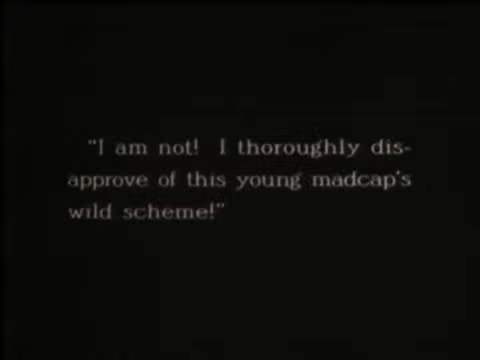 "I am not! I thoroughly dis-
approve of this young madcap's
wild scheme!"